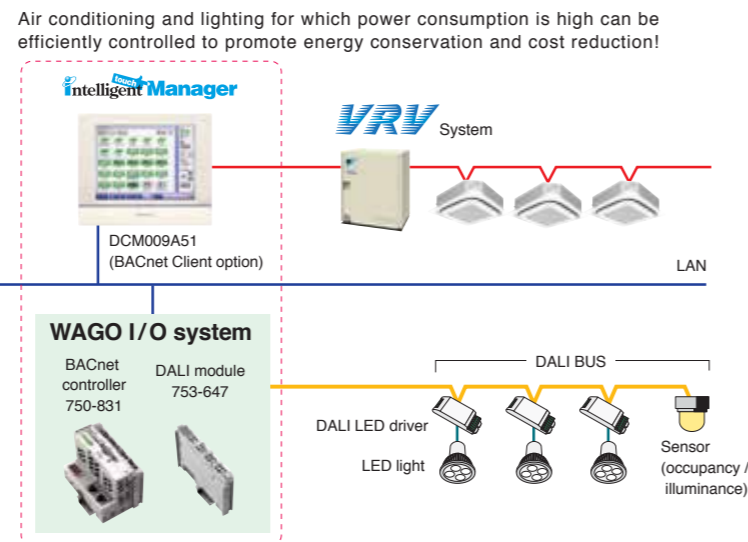 Air conditioning and lighting for which power consumption is high can be
efficiently controlled to promote energy conservation and cost reduction!
intelligent touch Manager
VRV System
DCM009A51
(BACnet Client option)
LAN
WAGO I/O system
BACnet
controller
750-831
DALI module
753-647
DALI BUS
DALI LED driver
LED light
Sensor
(occupancy /
illuminance)